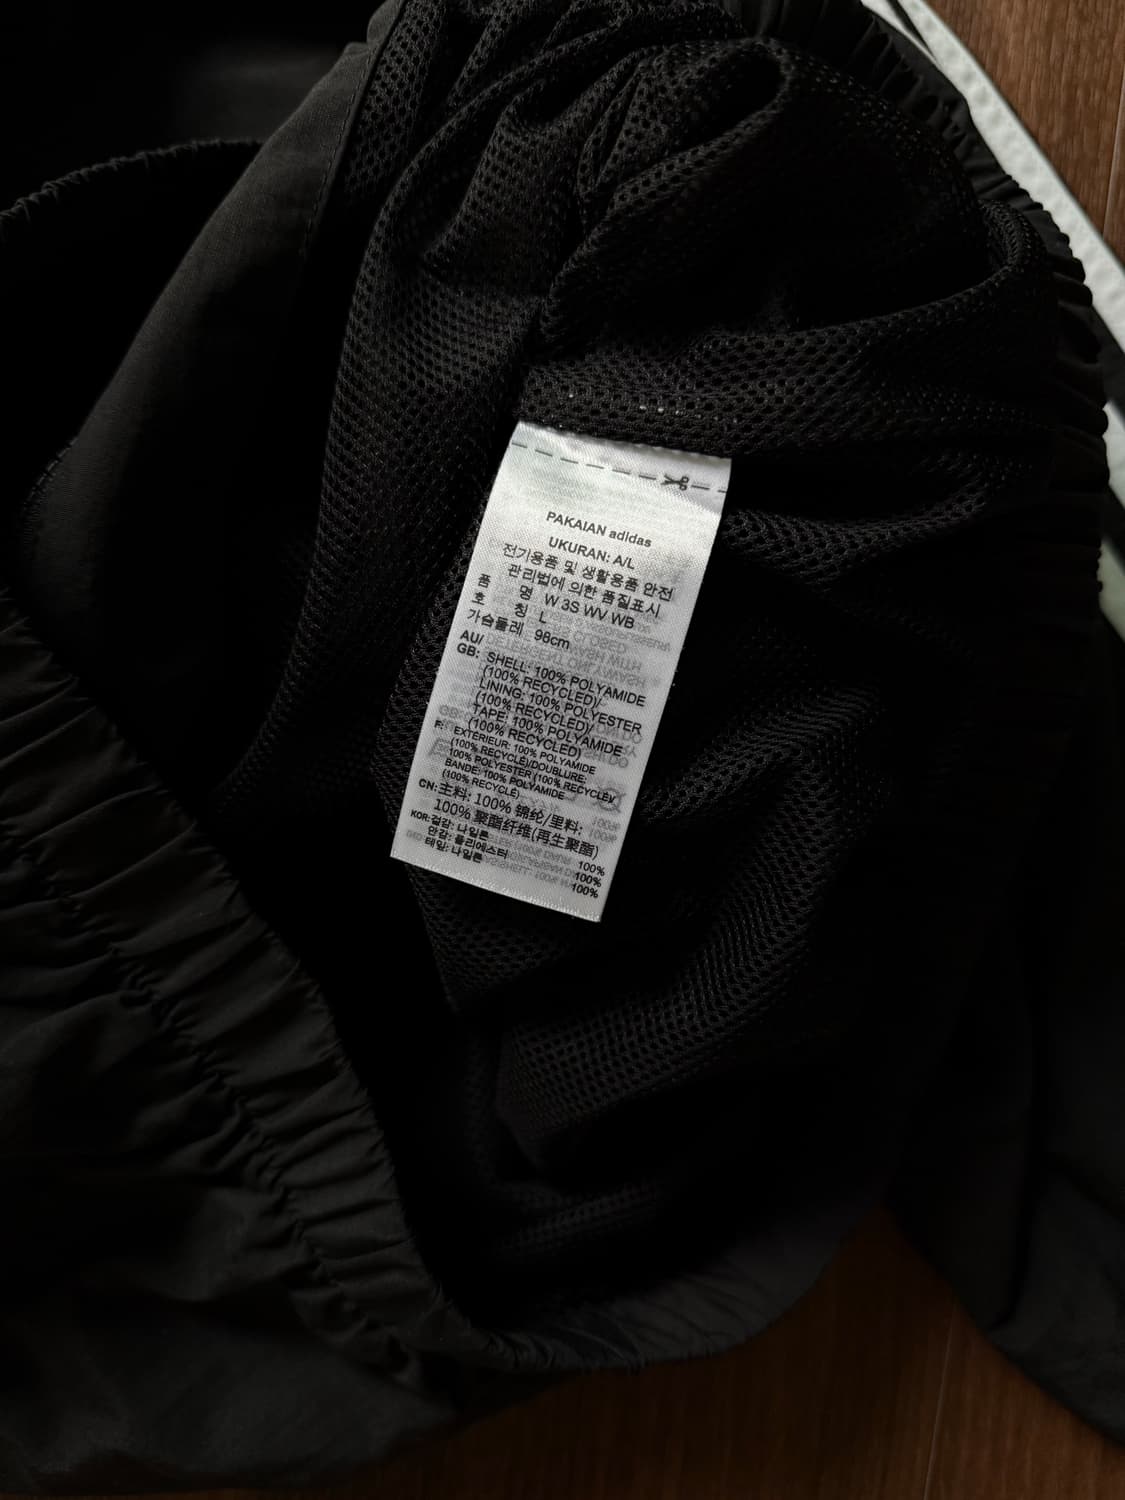 PAKAIAN adidas
UKURAN: A/L
전기용품 및 생활용품 안전
관리법에 의한 품질표시
품 명 W 3S WV WB
호 칭 L
가슴둘레 98cm
AU/
GB: SHELL: 100% POLYAMIDE
(100% RECYCLED)/
LINING: 100% POLYESTER
(100% RECYCLED)/
TAPE: 100% POLYAMIDE
(100% RECYCLED)
F: EXTÉRIEUR: 100% POLYAMIDE
(100% RECYCLÉ)/DOUBLURE:
100% POLYESTER (100% RECYCLÉ)/
BANDE: 100% POLYAMIDE
(100% RECYCLÉ)
CN: 主料: 100% 锦纶/里料:
100% 聚酯纤维(再生聚酯)
KOR: 겉감: 나일론 100%
안감: 폴리에스터 100%
테잎: 나일론 100%